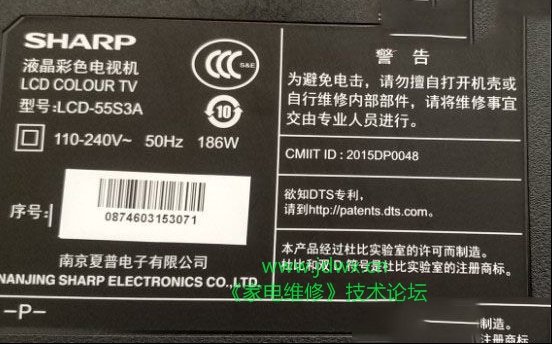 SHARP
液晶彩色电视机
LCD COLOUR TV
型号:LCD-55S3A
110-240V~ 50Hz 186W
CCC
S&E
10
序号:
0874603153071
南京夏普电子有限公司
NANJING SHARP ELECTRONICS CO.,LTD.
-P-
警告
为避免电击，请勿擅自打开机壳或
自行维修内部部件，请将维修事宜
交由专业人员进行。
CMIIT ID : 2015DP0048
欲知DTS专利，
请到http://patents.dts.com。
本产品经过杜比实验室的许可而制造。
杜比和双D符号是杜比实验室的注册商标。
《家电维修》技术论坛
制造。
注册商标。